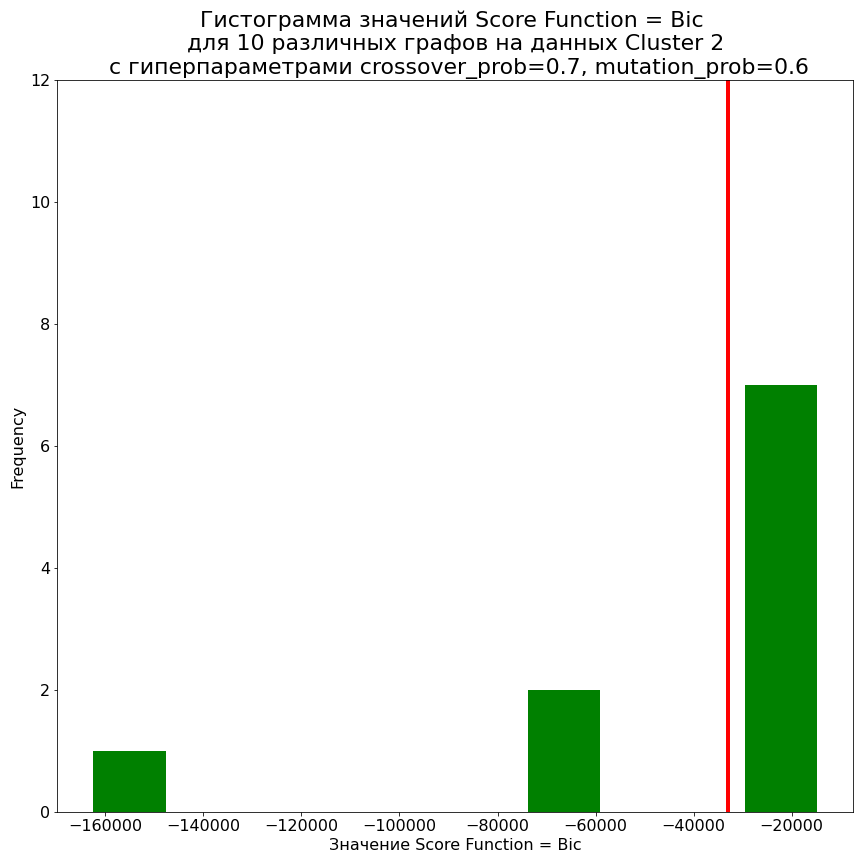 Гистограмма значений Score Function = Bic
для 10 различных графов на данных Cluster 2
с гиперпараметрами crossover_prob=0.7, mutation_prob=0.6
12
10
8
6
4
2
0
Frequency
−160000 −140000 −120000 −100000 −80000 −60000 −40000 −20000
Значение Score Function = Bic